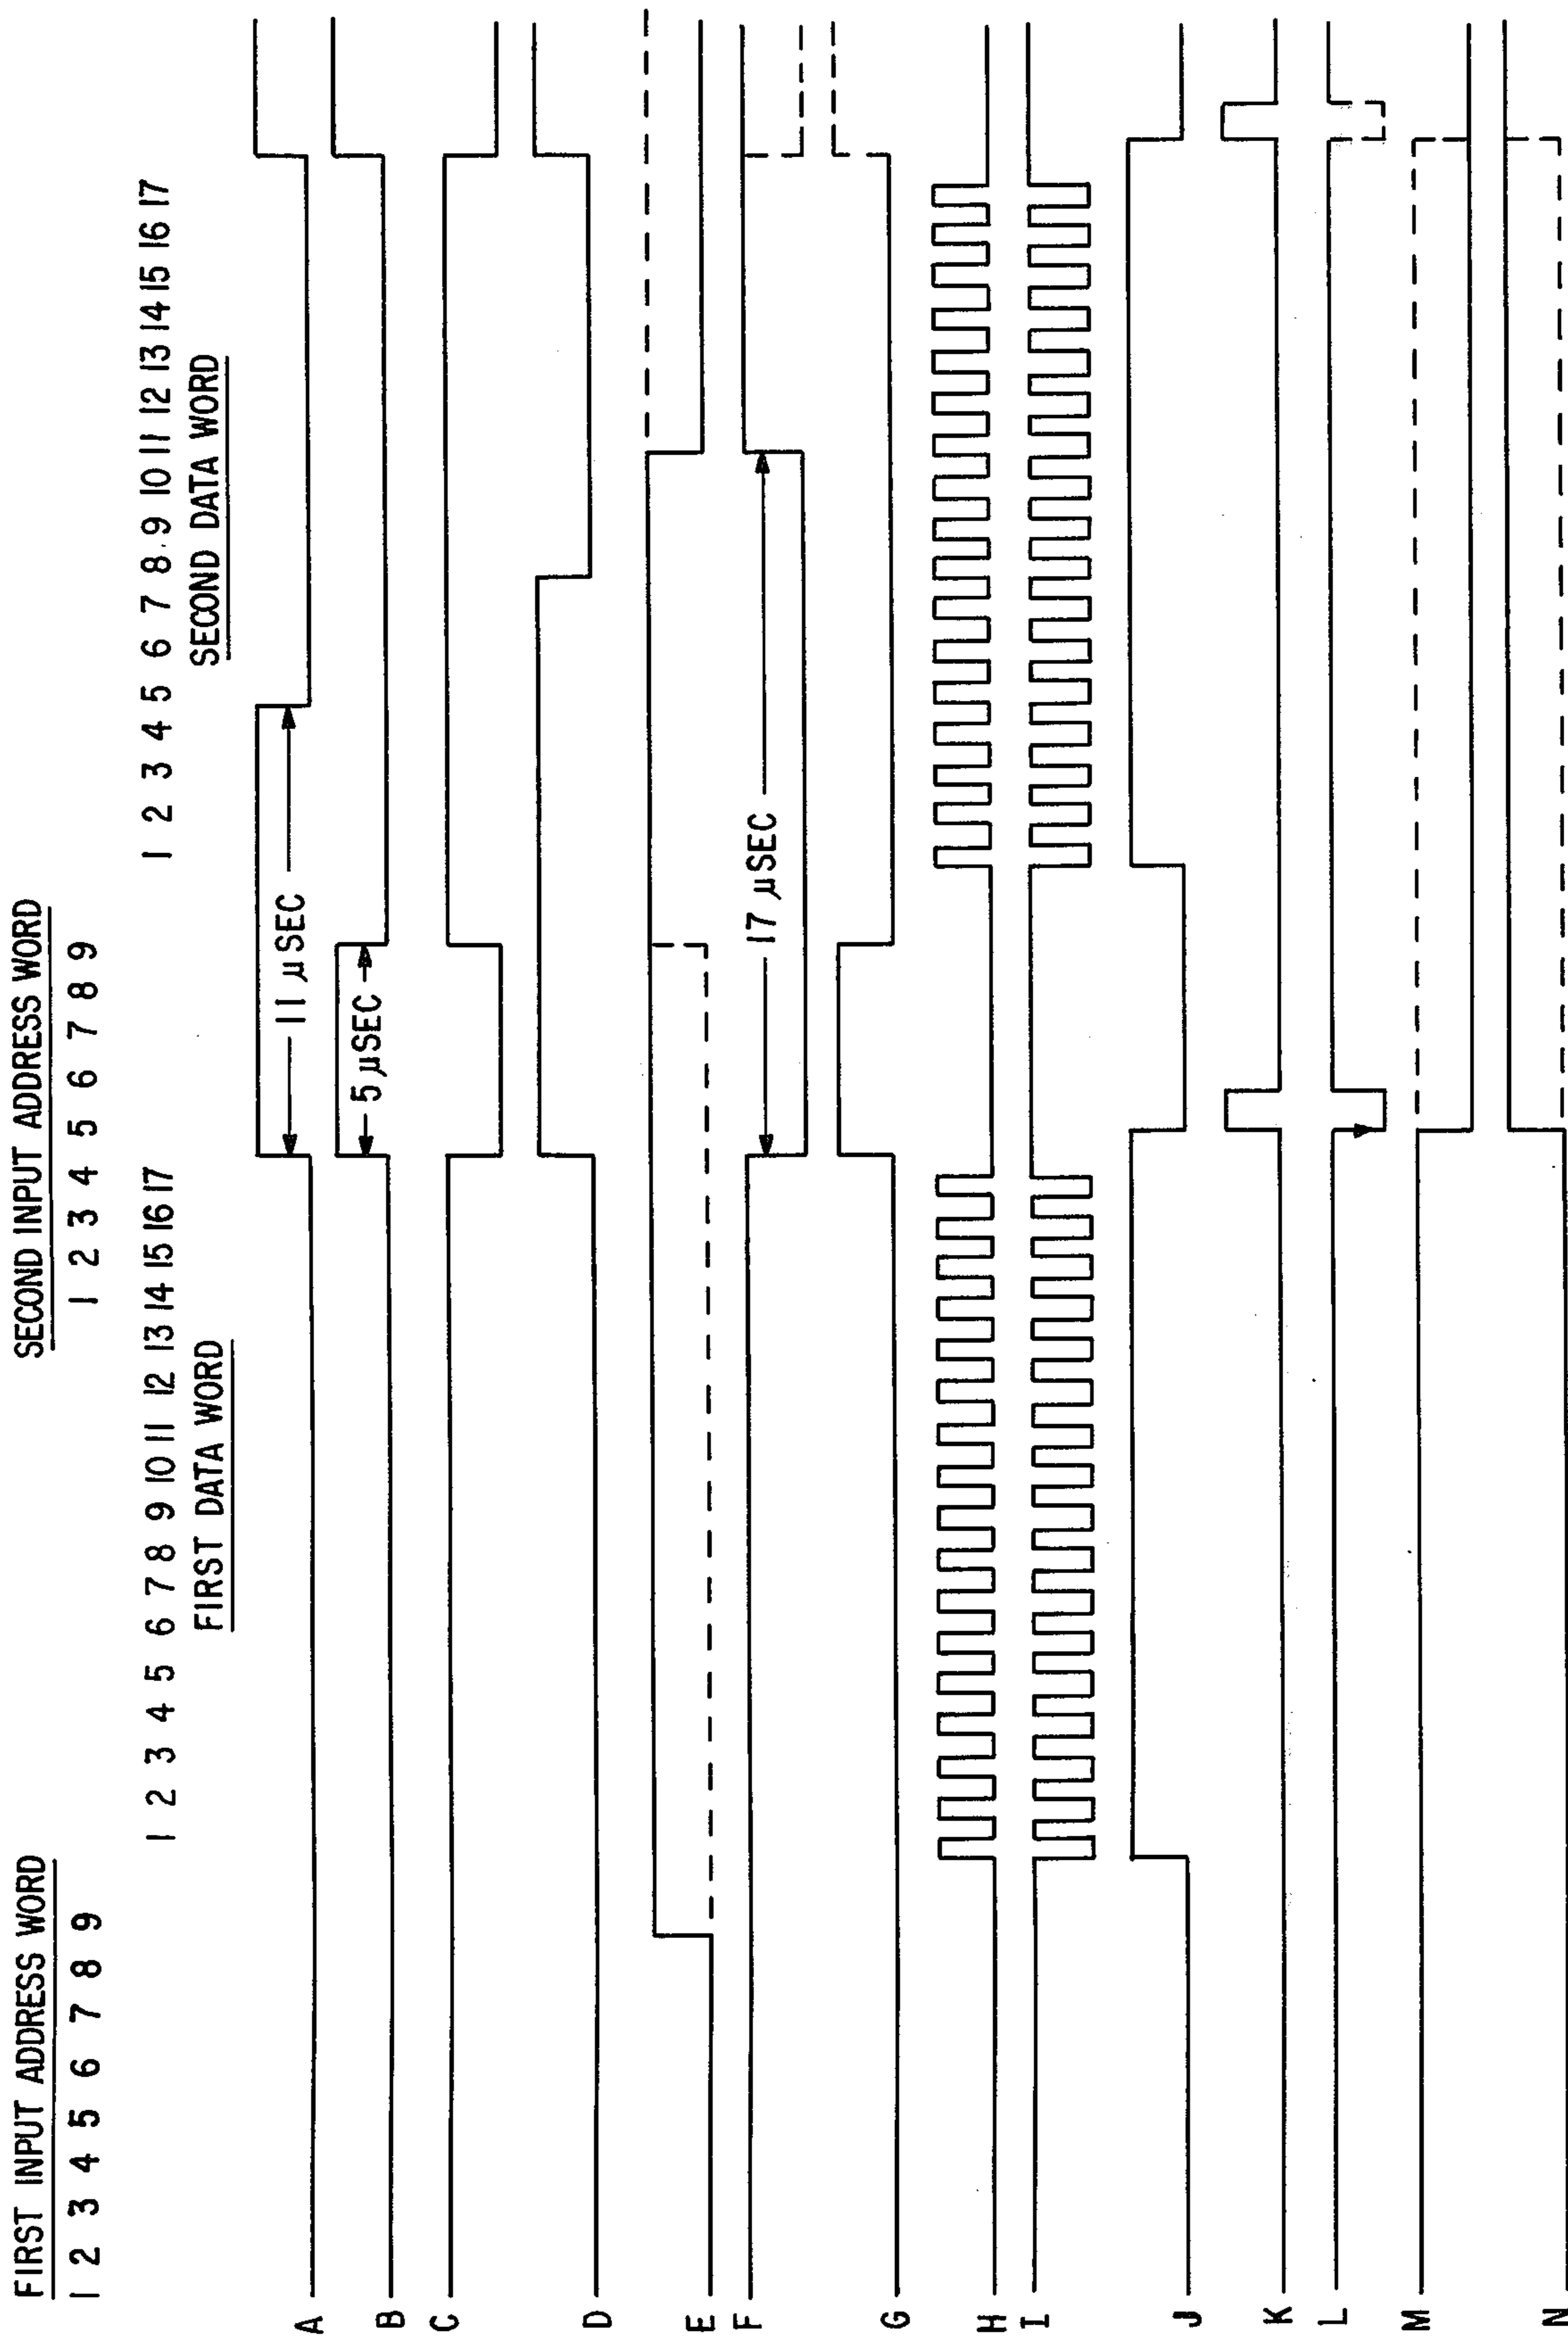 FIRST INPUT ADDRESS WORD
1 2 3 4 5 6 7 8 9
SECOND INPUT ADDRESS WORD
1 2 3 4 5 6 7 8 9
1 2 3 4 5 6 7 8 9 10 11 12 13 14 15 16 17
FIRST DATA WORD
1 2 3 4 5 6 7 8 9 10 11 12 13 14 15 16 17
SECOND DATA WORD
A
11 µSEC
B
5 µSEC
C
D
E
F
17 µSEC
G
H
I
J
K
L
M
N